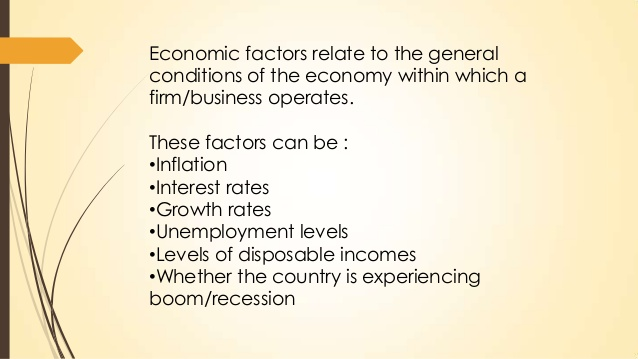 Economic factors relate to the general
conditions of the economy within which a
firm/business operates.
These factors can be :
•Inflation
•Interest rates
•Growth rates
•Unemployment levels
•Levels of disposable incomes
•Whether the country is experiencing
boom/recession